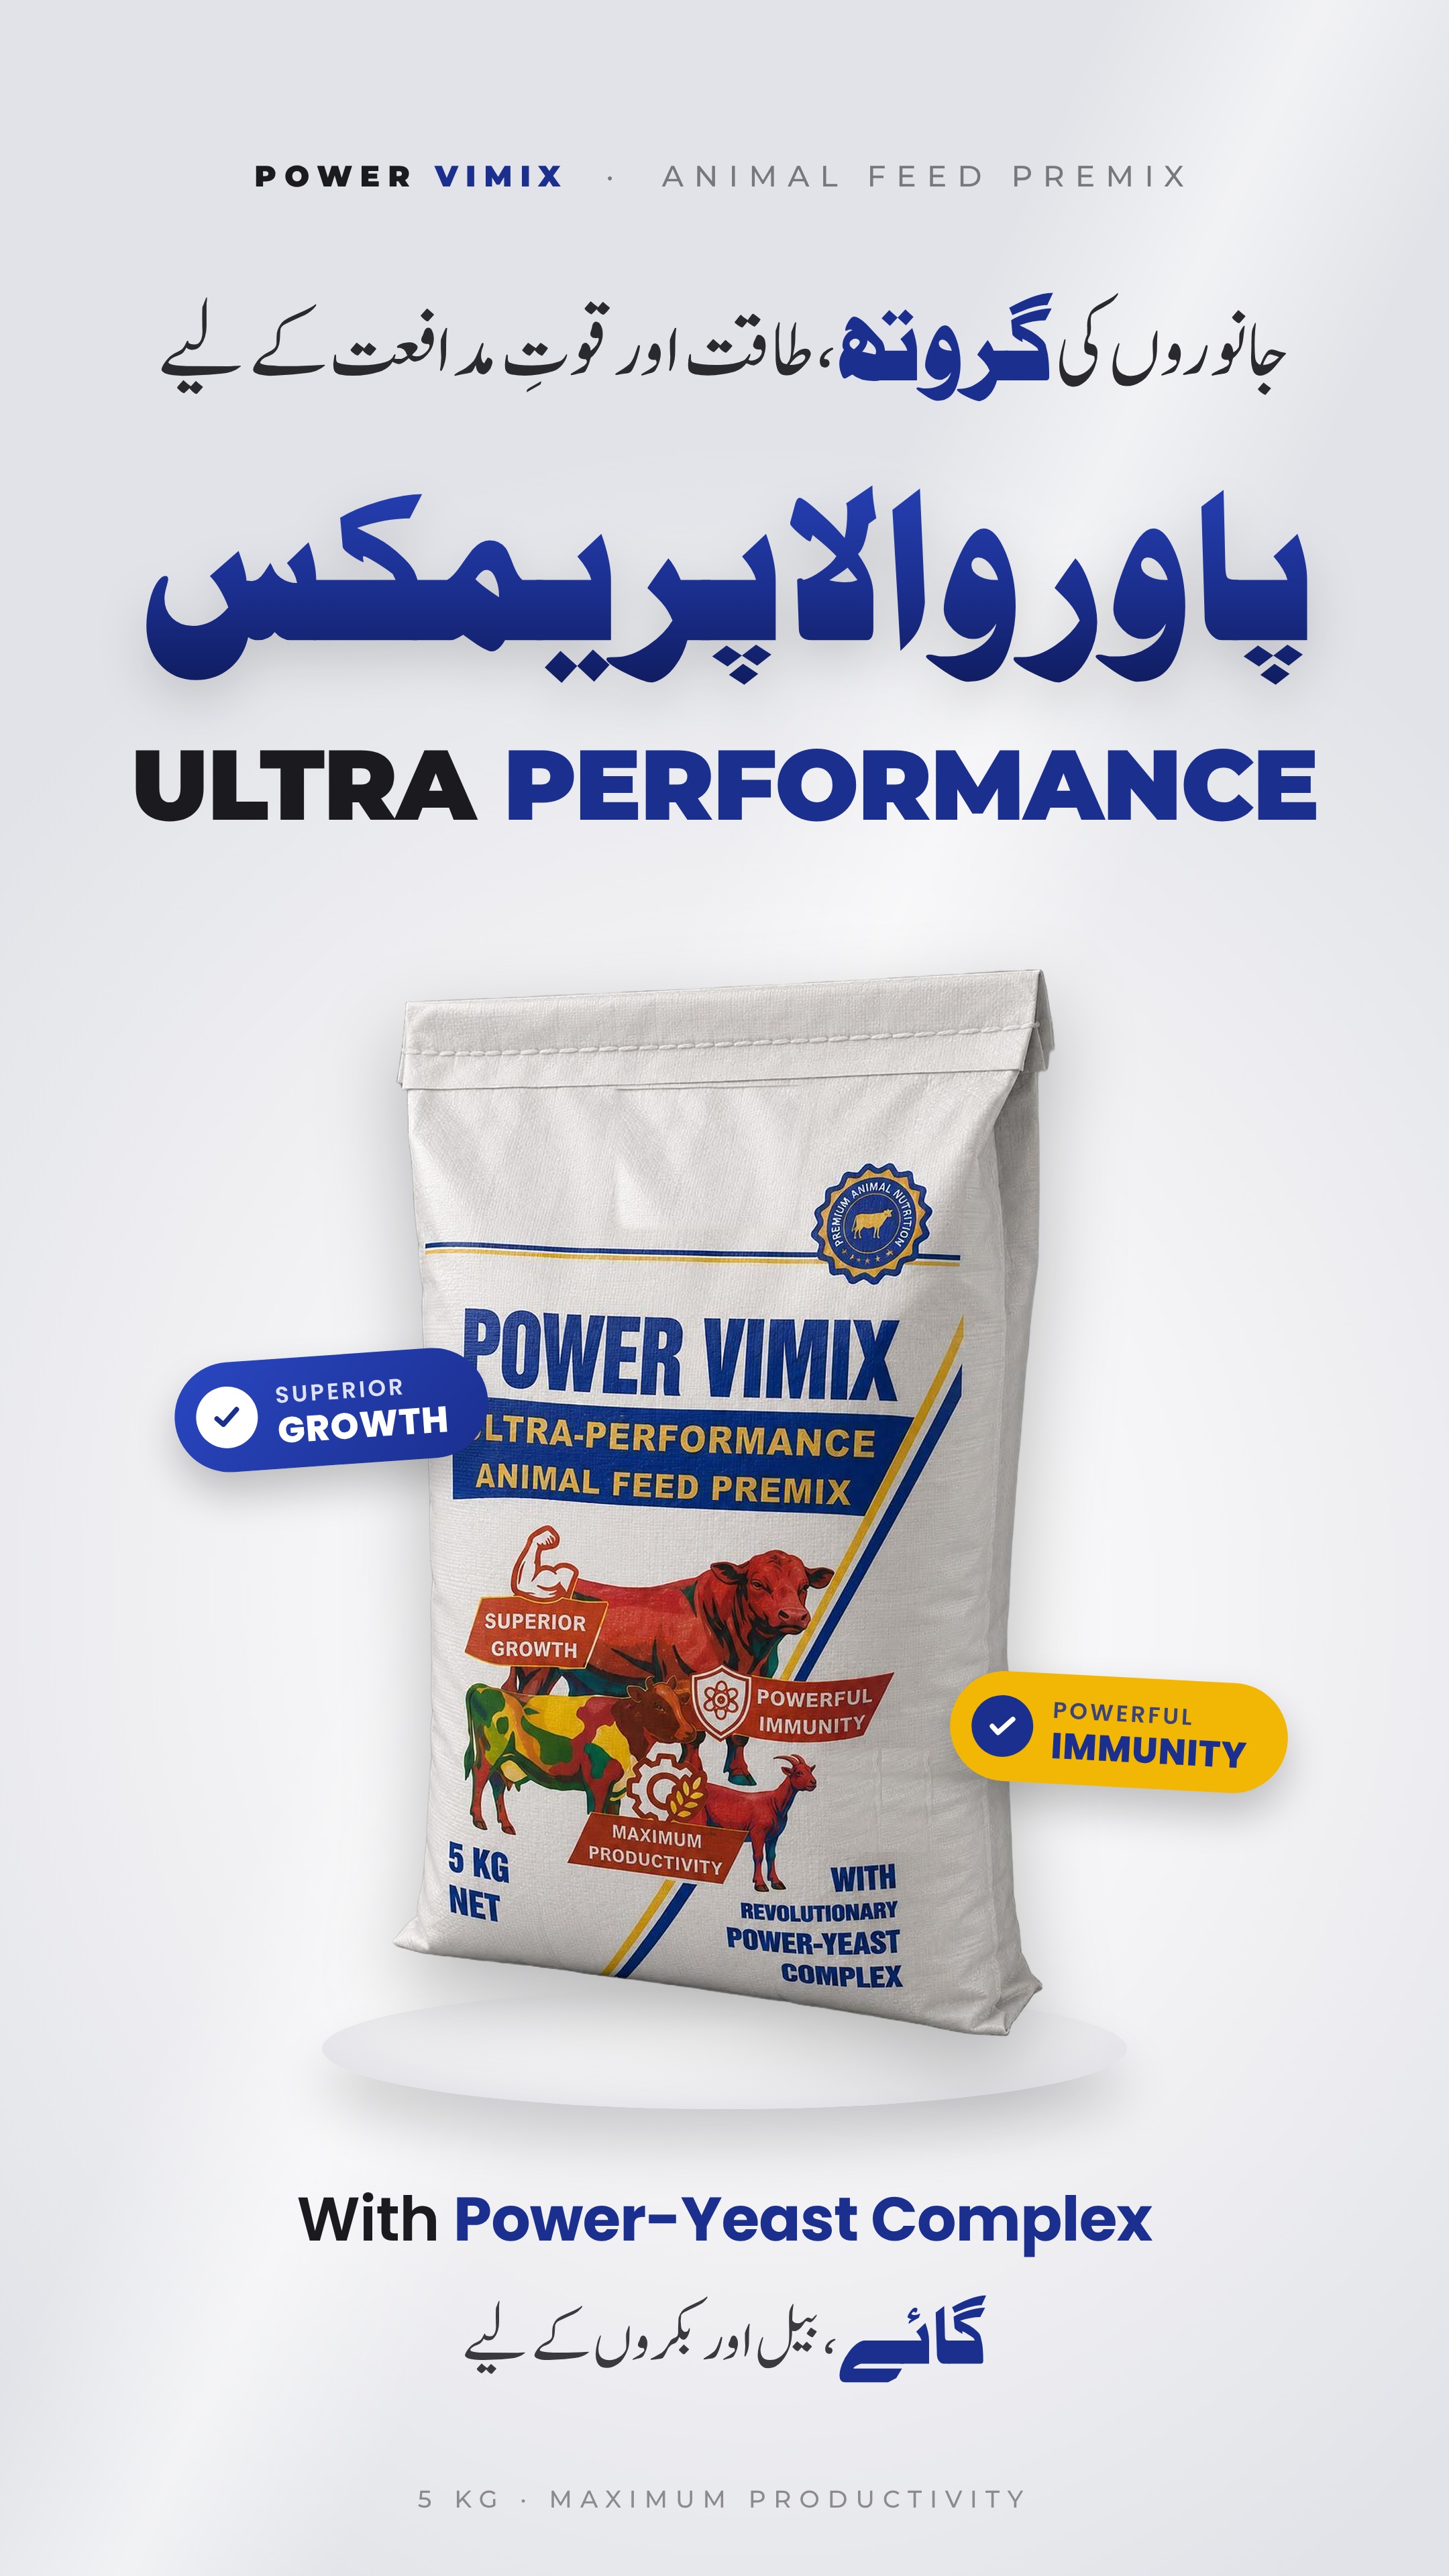 POWER VIMIX · ANIMAL FEED PREMIX
جانوروں کی گروتھ، طاقت اور قوتِ مدافعت کے لیے
پاور والا پریمکس
ULTRA PERFORMANCE
PREMIUM ANIMAL NUTRITION
POWER VIMIX
SUPERIOR
GROWTH
LTRA-PERFORMANCE
ANIMAL FEED PREMIX
SUPERIOR
GROWTH
POWERFUL
IMMUNITY
POWERFUL
IMMUNITY
MAXIMUM
PRODUCTIVITY
5 KG
NET
WITH
REVOLUTIONARY
POWER-YEAST
COMPLEX
With Power-Yeast Complex
گائے، بیل اور بکروں کے لیے
5 KG · MAXIMUM PRODUCTIVITY